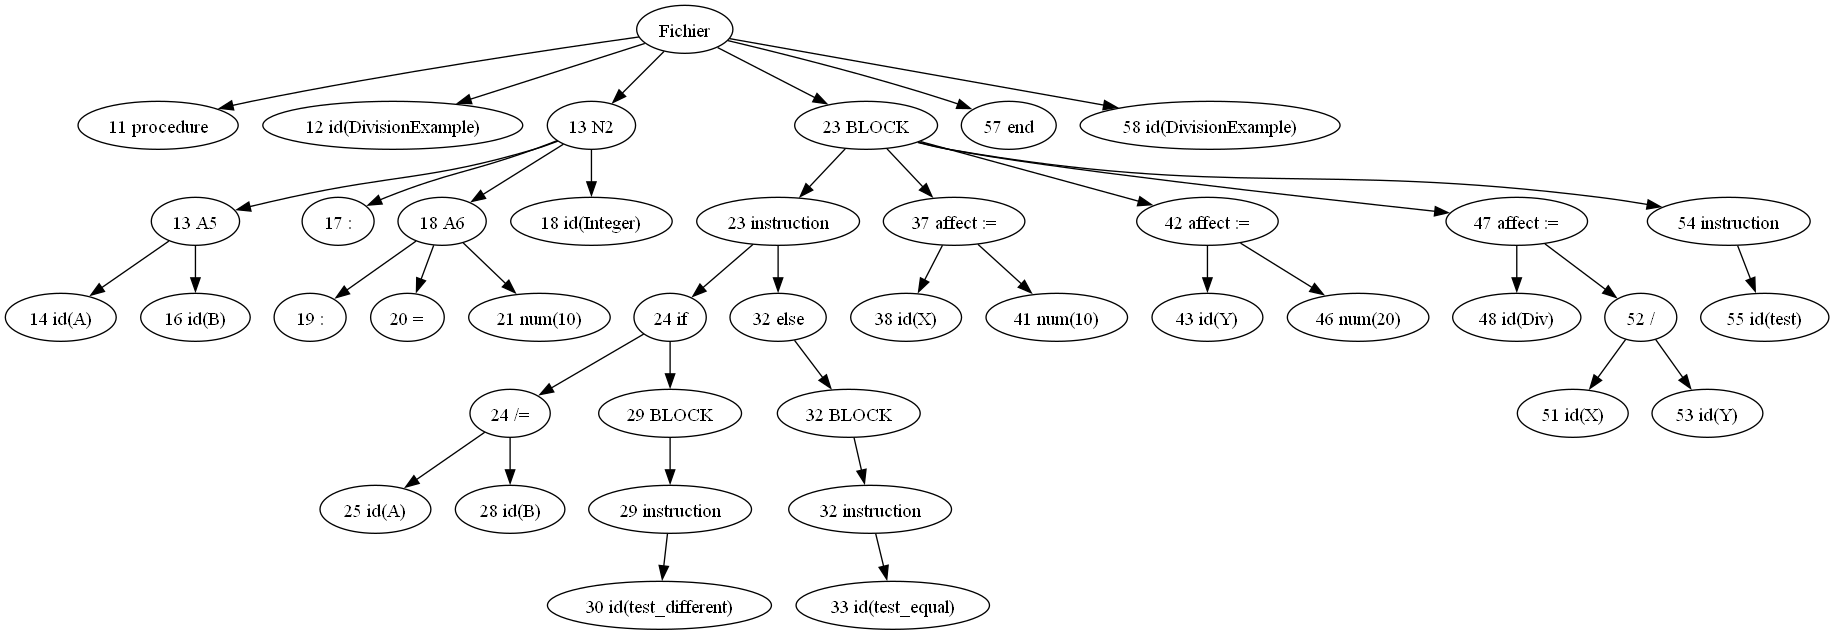 Fichier
11 procedure
12 id(DivisionExample)
13 N2
23 BLOCK
57 end
58 id(DivisionExample)
13 A5
17 :
18 A6
18 id(Integer)
23 instruction
37 affect :=
42 affect :=
47 affect :=
54 instruction
14 id(A)
16 id(B)
19 :
20 =
21 num(10)
24 if
32 else
38 id(X)
41 num(10)
43 id(Y)
46 num(20)
48 id(Div)
52 /
55 id(test)
24 /=
29 BLOCK
32 BLOCK
51 id(X)
53 id(Y)
25 id(A)
28 id(B)
29 instruction
32 instruction
30 id(test_different)
33 id(test_equal)